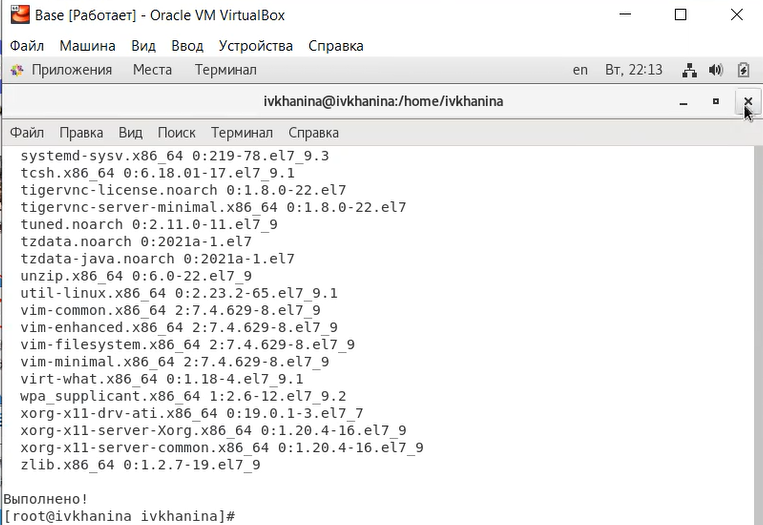 Base [Работает] - Oracle VM VirtualBox
Файл Машина Вид Ввод Устройства Справка
Приложения Места Терминал en Вт, 22:13
ivkhanina@ivkhanina:/home/ivkhanina
Файл Правка Вид Поиск Терминал Справка
systemd-sysv.x86_64 0:219-78.el7_9.3
tcsh.x86_64 0:6.18.01-17.el7_9.1
tigervnc-license.noarch 0:1.8.0-22.el7
tigervnc-server-minimal.x86_64 0:1.8.0-22.el7
tuned.noarch 0:2.11.0-11.el7_9
tzdata.noarch 0:2021a-1.el7
tzdata-java.noarch 0:2021a-1.el7
unzip.x86_64 0:6.0-22.el7_9
util-linux.x86_64 0:2.23.2-65.el7_9.1
vim-common.x86_64 2:7.4.629-8.el7_9
vim-enhanced.x86_64 2:7.4.629-8.el7_9
vim-filesystem.x86_64 2:7.4.629-8.el7_9
vim-minimal.x86_64 2:7.4.629-8.el7_9
virt-what.x86_64 0:1.18-4.el7_9.1
wpa_supplicant.x86_64 1:2.6-12.el7_9.2
xorg-x11-drv-ati.x86_64 0:19.0.1-3.el7_7
xorg-x11-server-Xorg.x86_64 0:1.20.4-16.el7_9
xorg-x11-server-common.x86_64 0:1.20.4-16.el7_9
zlib.x86_64 0:1.2.7-19.el7_9
Выполнено!
[root@ivkhanina ivkhanina]#